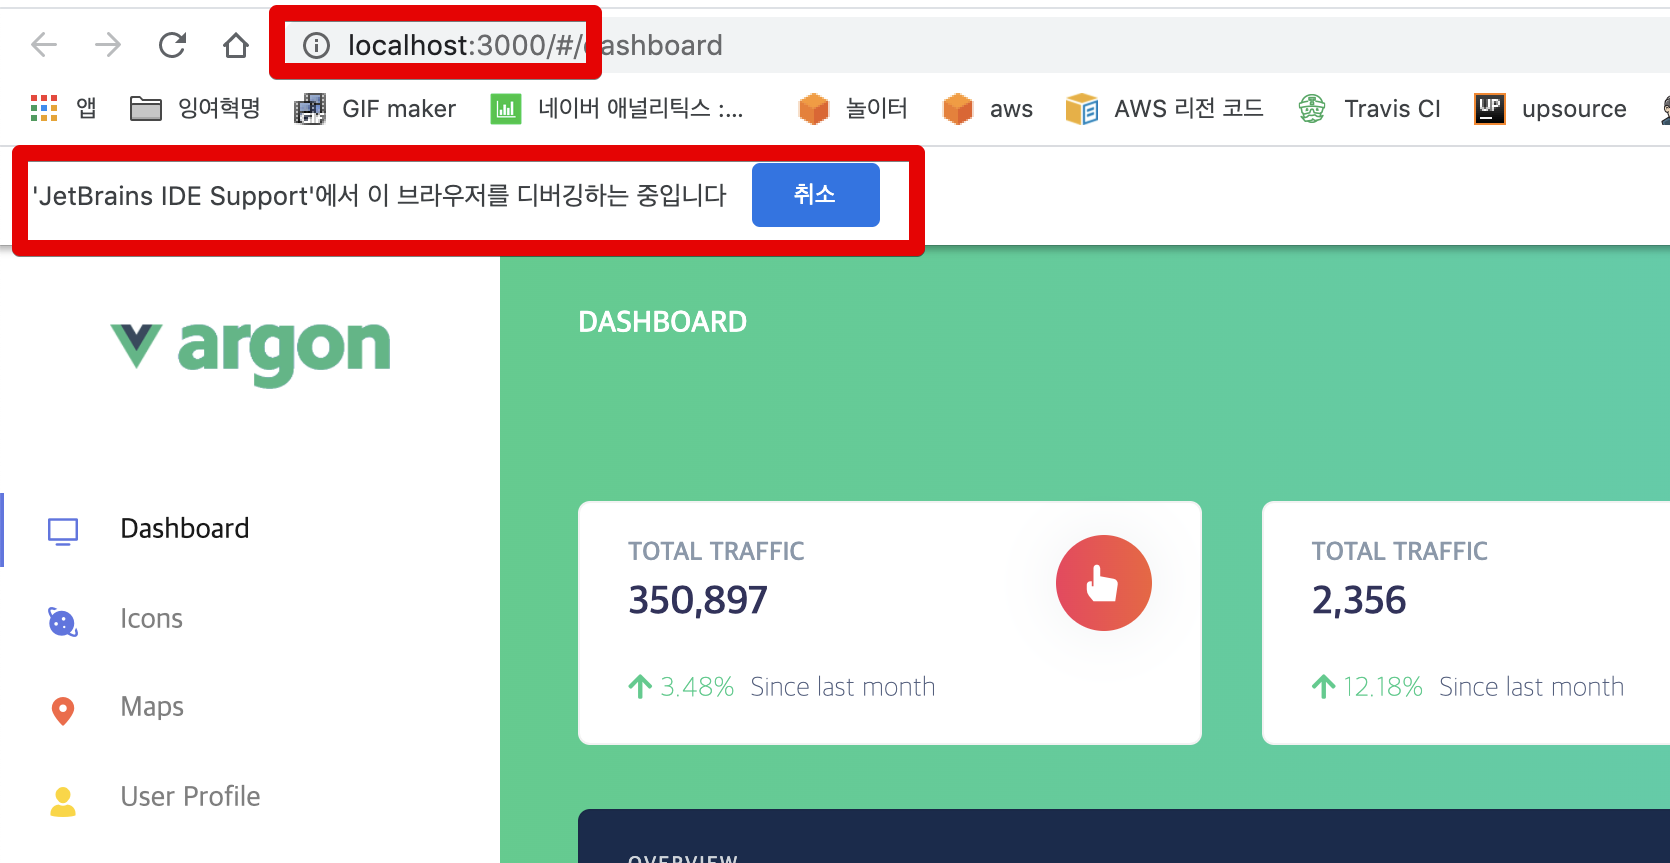 localhost:3000/#/dashboard
앱 잉여혁명 GIF maker 네이버 애널리틱스 :... 놀이터 aws AWS 리전 코드 Travis CI upsource
'JetBrains IDE Support'에서 이 브라우저를 디버깅하는 중입니다 취소
argon
DASHBOARD
Dashboard
Icons
Maps
User Profile
TOTAL TRAFFIC
350,897
3.48% Since last month
TOTAL TRAFFIC
2,356
12.18% Since last month
OVERVIEW